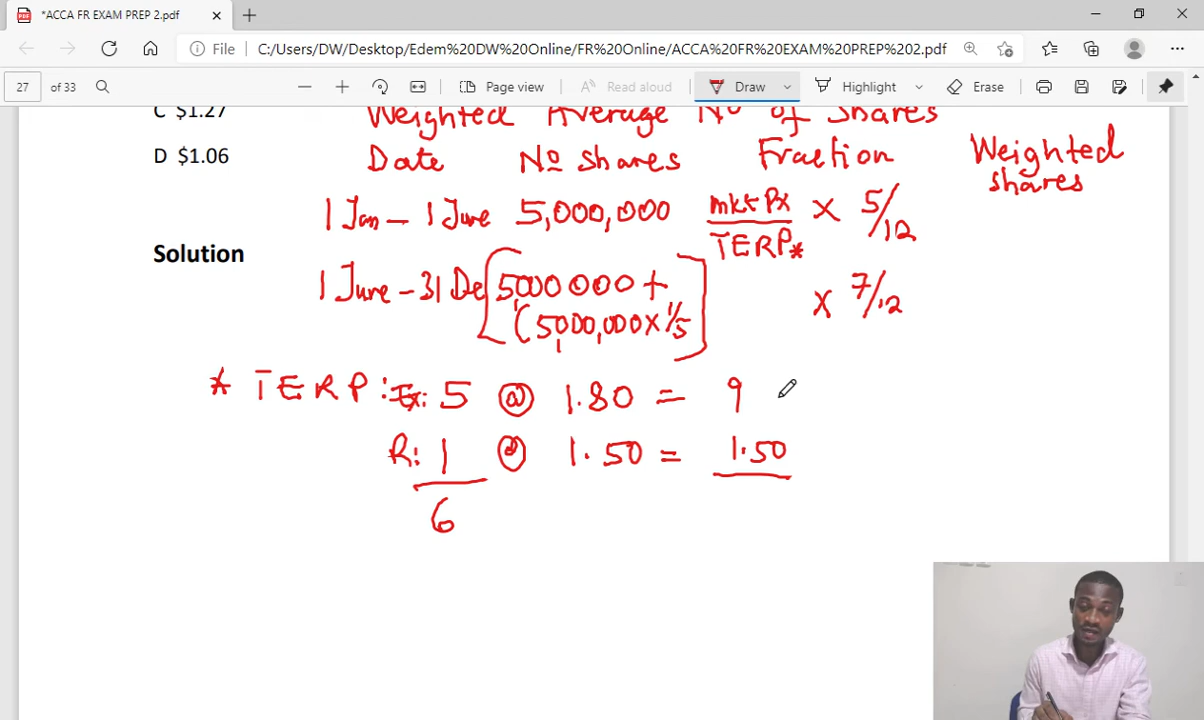 *ACCA FR EXAM PREP 2.pdf
File C:/Users/DW/Desktop/Edem%20DW%20Online/FR%20Online/ACCA%20FR%20EXAM%20PREP%202.pdf
27 of 33 Page view Read aloud Draw Highlight Erase
C $1.27
Weighted Average No of Shares
D $1.06
Date No shares Fraction Weighted shares
1 Jan – 1 June 5,000,000 mkt Px / TERP* X 5/12
Solution
1 June – 31 De [5000000 +
(5,000,000 X 1/5] X 7/12
* TERP: Ex: 5 @ 1.80 = 9
R: 1 @ 1.50 = 1.50
6